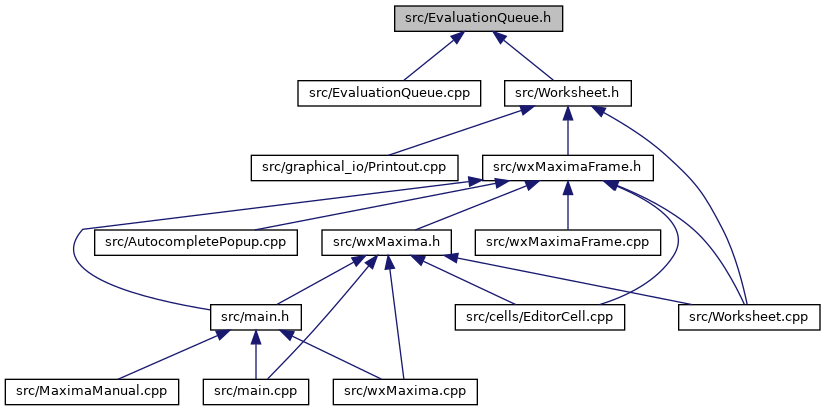 src/EvaluationQueue.h
src/EvaluationQueue.cpp
src/Worksheet.h
src/graphical_io/Printout.cpp
src/wxMaximaFrame.h
src/AutocompletePopup.cpp
src/wxMaxima.h
src/wxMaximaFrame.cpp
src/main.h
src/cells/EditorCell.cpp
src/Worksheet.cpp
src/MaximaManual.cpp
src/main.cpp
src/wxMaxima.cpp